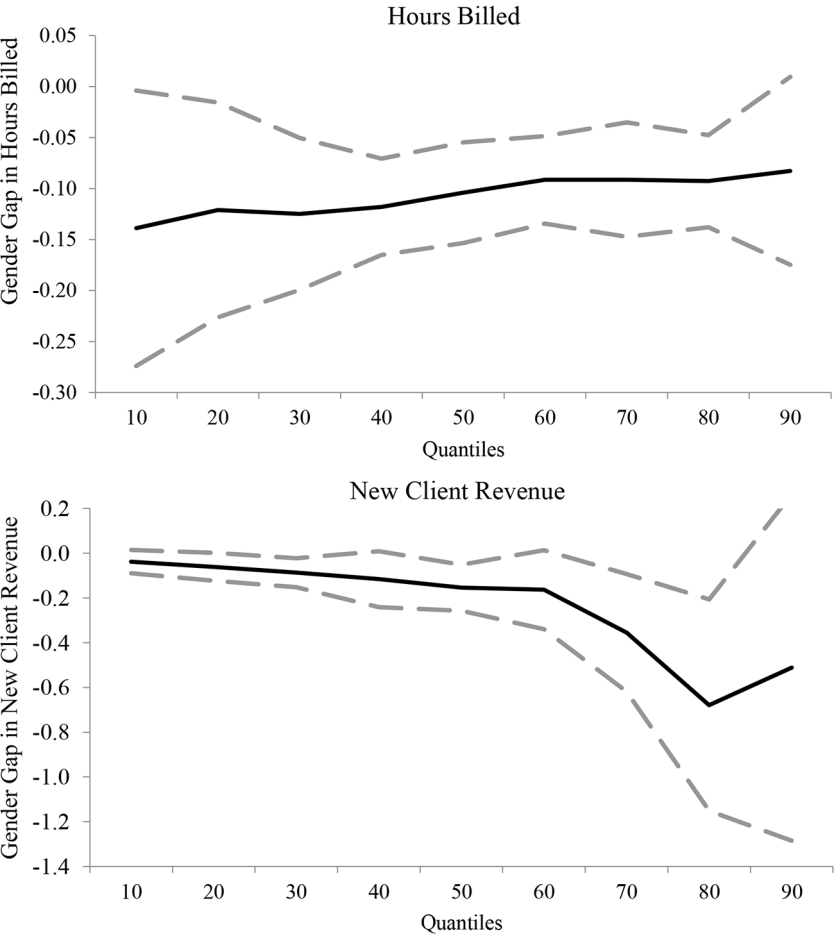 Hours Billed
Gender Gap in Hours Billed
0.05
0.00
-0.05
-0.10
-0.15
-0.20
-0.25
-0.30
10 20 30 40 50 60 70 80 90
Quantiles
New Client Revenue
Gender Gap in New Client Revenue
0.2
0.0
-0.2
-0.4
-0.6
-0.8
-1.0
-1.2
-1.4
10 20 30 40 50 60 70 80 90
Quantiles